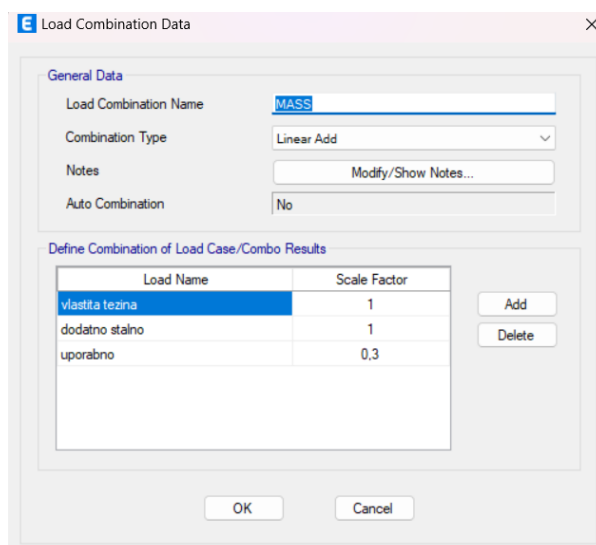 E Load Combination Data
General Data
Load Combination Name MASS
Combination Type Linear Add
Notes Modify/Show Notes...
Auto Combination No
Define Combination of Load Case/Combo Results
Load Name Scale Factor
vlastita tezina 1 Add
dodatno stalno 1 Delete
uporabno 0,3
OK Cancel